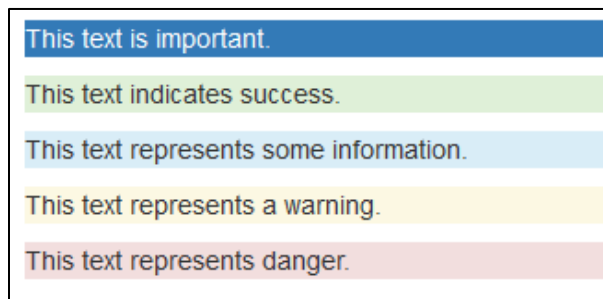 This text is important.
This text indicates success.
This text represents some information.
This text represents a warning.
This text represents danger.